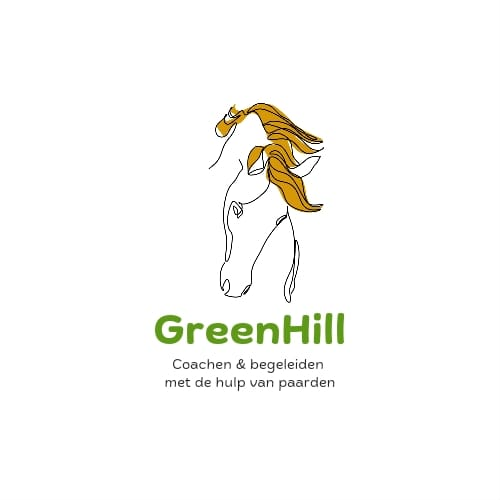 GreenHill
Coachen & begeleiden
met de hulp van paarden